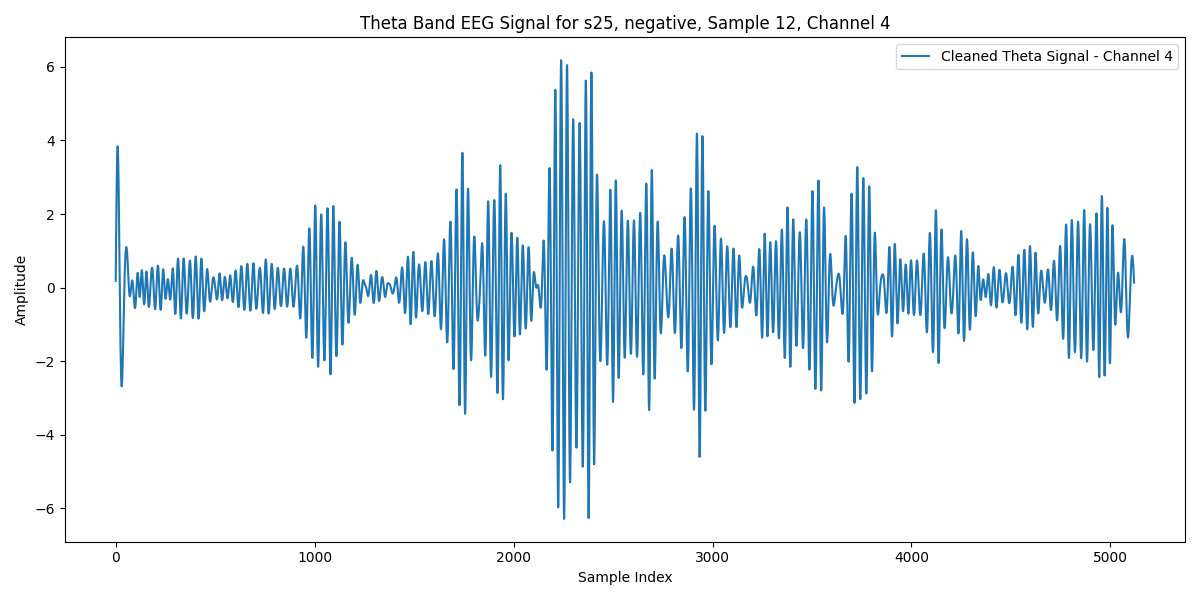 Theta Band EEG Signal for s25, negative, Sample 12, Channel 4
Cleaned Theta Signal - Channel 4
Amplitude
6
4
2
0
−2
−4
−6
0 1000 2000 3000 4000 5000
Sample Index